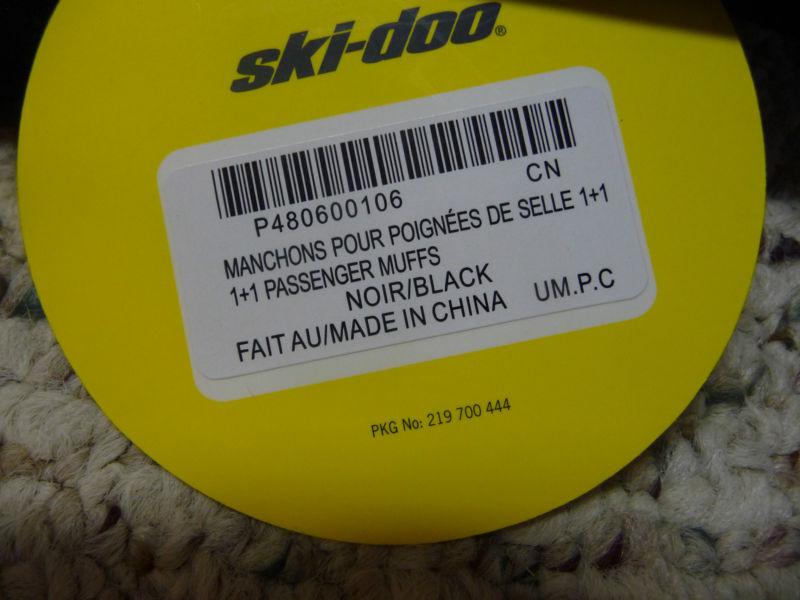 ski-doo®
P480600106 CN
MANCHONS POUR POIGNÉES DE SELLE 1+1
1+1 PASSENGER MUFFS
NOIR/BLACK
FAIT AU/MADE IN CHINA UM.P.C
PKG No: 219 700 444